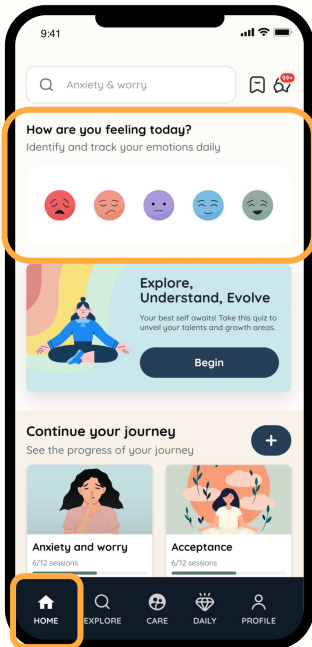 9:41
Anxiety & worry
99+
How are you feeling today?
Identify and track your emotions daily
Explore,
Understand, Evolve
Your best self awaits! Take this quiz to
unveil your talents and growth areas.
Begin
Continue your journey
See the progress of your journey
+
Anxiety and worry
6/12 sessions
Acceptance
6/12 sessions
HOME
EXPLORE
CARE
DAILY
PROFILE